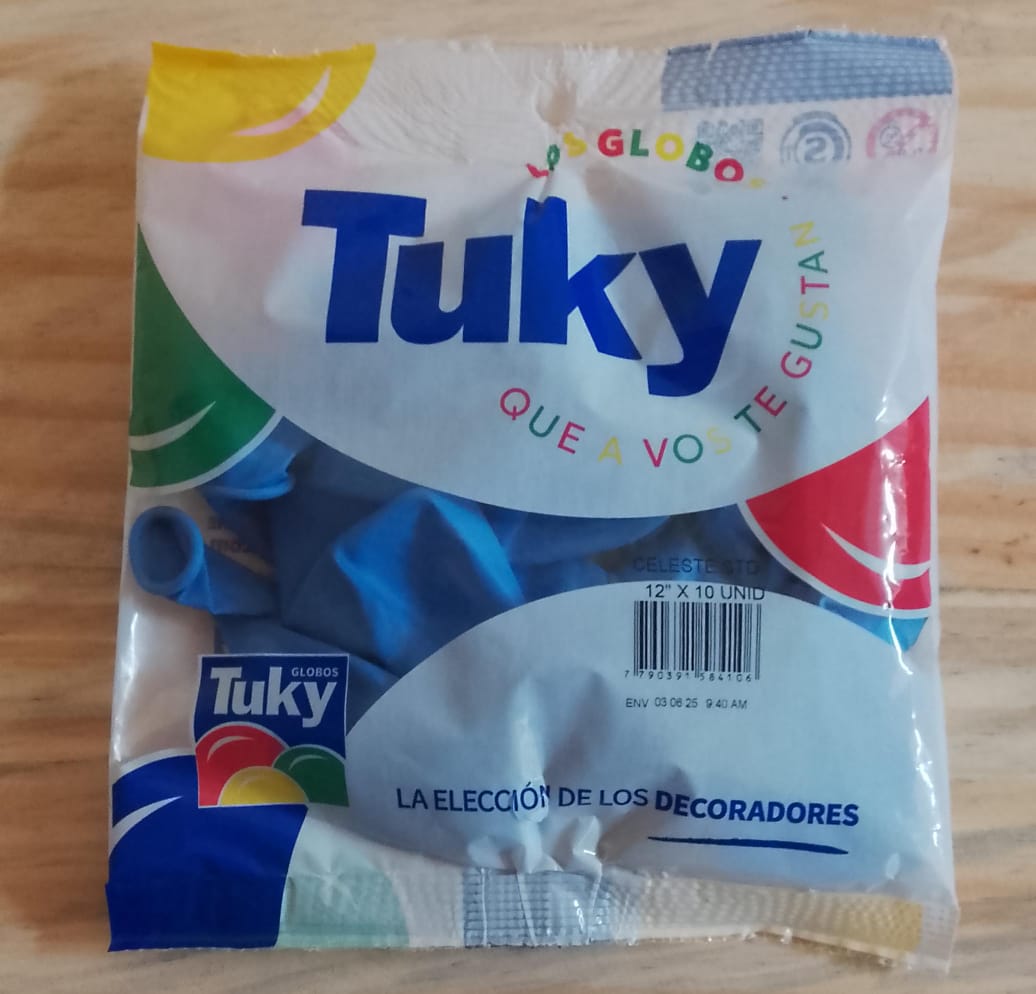 LOS GLOBOS
Tuky
QUE A VOS TE GUSTAN
CELESTE STD
12" X 10 UNID
7 790391 584106
ENV 03 06 25 9:40 AM
Tuky GLOBOS
LA ELECCIÓN DE LOS DECORADORES